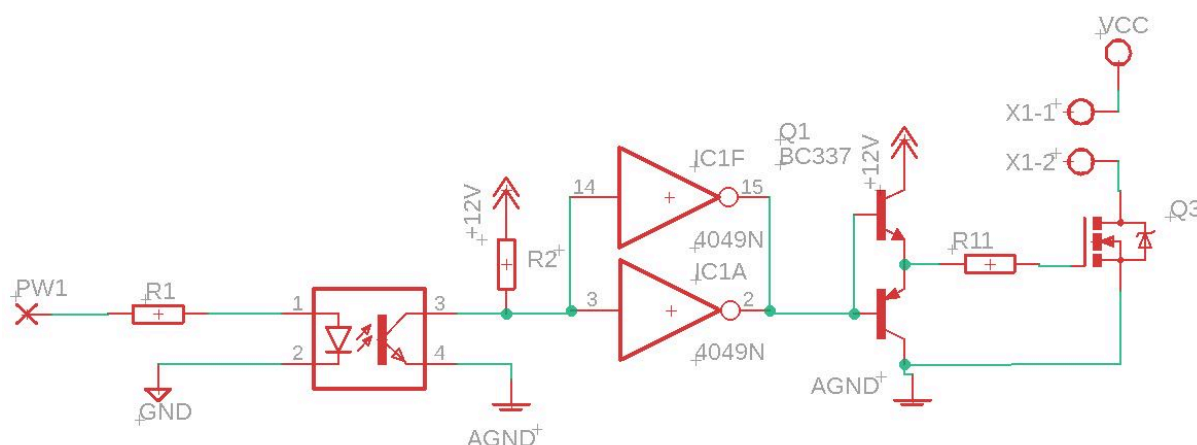 VCC
X1-1
X1-2
Q3
Q1
BC337
+12V
IC1F
14
15
4049N
+12V
R2
IC1A
3
2
4049N
R11
PW1
R1
1
3
2
4
GND
AGND
AGND